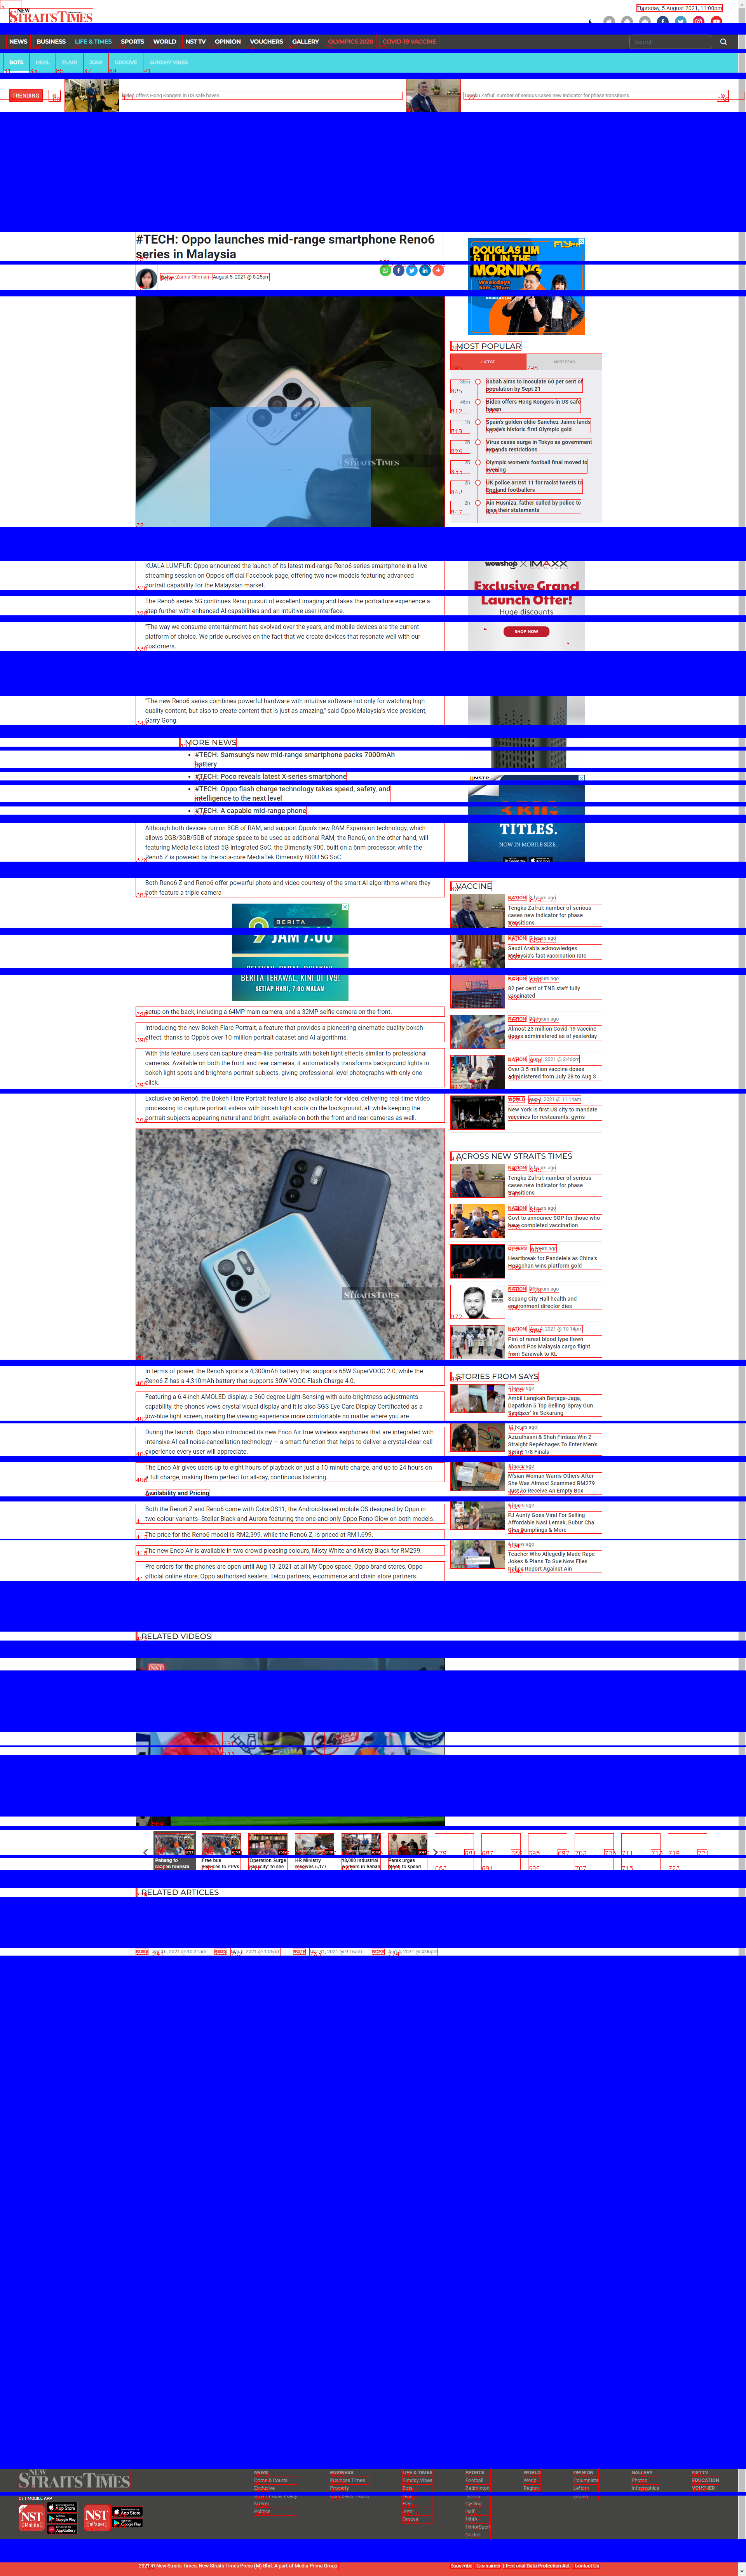 Thursday, 5 August 2021, 11:00pm
NEW
STRAITS TIMES
NEWS BUSINESS LIFE & TIMES SPORTS WORLD NST TV OPINION VOUCHERS GALLERY OLYMPICS 2020 COVID-19 VACCINE
Search
BOTS HEAL FLAIR JOM! GROOVE SUNDAY VIBES
TRENDING
offers Hong Kongers in US safe haven
Zafrul: number of serious cases new indicator for phase transitions
#TECH: Oppo launches mid-range smartphone Reno6
series in Malaysia
August 5, 2021 @ 8:25pm
DOUGLAS LIM
& LIL IN THE
MORNING
MOST POPULAR
LATEST
MOST READ
Sabah aims to inoculate 60 per cent of
population by Sept 21
Biden offers Hong Kongers in US safe
haven
Spain's golden oldie Sanchez Jaime lands
karate's historic first Olympic gold
Virus cases surge in Tokyo as government
expands restrictions
Olympic women's football final moved to
evening
UK police arrest 11 for racist tweets to
England footballers
Ain Husniza, father called by police to
give their statements
STRAITS TIMES
KUALA LUMPUR: Oppo announced the launch of its latest mid-range Reno6 series smartphone in a live
streaming session on Oppo's official Facebook page, offering two new models featuring advanced
portrait capability for the Malaysian market.
The Reno6 series 5G continues Reno pursuit of excellent imaging and takes the portraiture experience a
step further with enhanced AI capabilities and an intuitive user interface.
"The way we consume entertainment has evolved over the years, and mobile devices are the current
platform of choice. We pride ourselves on the fact that we create devices that resonate well with our
customers.
wowshop X IMAXX
Exclusive Grand
Launch Offer!
Huge discounts
SHOP NOW
"The new Reno6 series combines powerful hardware with intuitive software not only for watching high
quality content, but also to create content that is just as amazing," said Oppo Malaysia's vice president,
Garry Gong.
MORE NEWS
#TECH: Samsung's new mid-range smartphone packs 7000mAh
battery
#TECH: Poco reveals latest X-series smartphone
#TECH: Oppo flash charge technology takes speed, safety, and
intelligence to the next level
#TECH: A capable mid-range phone
TITLES.
NOW IN MOBILE SIZE.
Although both devices run on 8GB of RAM, and support Oppo's new RAM Expansion technology, which
allows 2GB/3GB/5GB of storage space to be used as additional RAM, the Reno6, on the other hand, will
featuring MediaTek's latest 5G-integrated SoC, the Dimensity 900, built on a 6nm processor, while the
Reno6 Z is powered by the octa-core MediaTek Dimensity 800U 5G SoC.
Both Reno6 Z and Reno6 offer powerful photo and video courtesy of the smart AI algorithms where they
both feature a triple-camera
BERITA
JAM 7:00
BERITA TERAWAL, KINI DI TV9!
SETIAP HARI, 7:00 MALAM
VACCINE
Tengku Zafrul: number of serious
cases new indicator for phase
transitions
Saudi Arabia acknowledges
Malaysia's fast vaccination rate
82 per cent of TNB staff fully
vaccinated
Almost 23 million Covid-19 vaccine
doses administered as of yesterday
Over 3.5 million vaccine doses
administered from July 28 to Aug 3
New York is first US city to mandate
vaccines for restaurants, gyms
setup on the back, including a 64MP main camera, and a 32MP selfie camera on the front.
Introducing the new Bokeh Flare Portrait, a feature that provides a pioneering cinematic quality bokeh
effect, thanks to Oppo's over-10-million portrait dataset and AI algorithms.
With this feature, users can capture dream-like portraits with bokeh light effects similar to professional
cameras. Available on both the front and rear cameras, it automatically transforms background lights in
bokeh light spots and brightens portrait subjects, giving professional-level photographs with only one
click.
Exclusive on Reno6, the Bokeh Flare Portrait feature is also available for video, delivering real-time video
processing to capture portrait videos with bokeh light spots on the background, all while keeping the
portrait subjects appearing natural and bright, available on both the front and rear cameras as well.
STRAITS TIMES
ACROSS NEW STRAITS TIMES
Tengku Zafrul: number of serious
cases new indicator for phase
transitions
Govt to announce SOP for those who
have completed vaccination
Heartbreak for Pandelela as China's
Hongchan wins platform gold
Sepang City Hall health and
environment director dies
Pint of rarest blood type flown
aboard Pos Malaysia cargo flight
from Sarawak to KL
In terms of power, the Reno6 sports a 4,300mAh battery that supports 65W SuperVOOC 2.0, while the
Reno6 Z has a 4,310mAh battery that supports 30W VOOC Flash Charge 4.0.
Featuring a 6.4-inch AMOLED display, a 360 degree Light-Sensing with auto-brightness adjustments
capability, the phones vows crystal visual display and it is also SGS Eye Care Display Certificated as a
low-blue light screen, making the viewing experience more comfortable no matter where you are.
During the launch, Oppo also introduced its new Enco Air true wireless earphones that are integrated with
intensive AI call noise-cancellation technology — a smart function that helps to deliver a crystal-clear call
experience every user will appreciate.
The Enco Air gives users up to eight hours of playback on just a 10-minute charge, and up to 24 hours on
a full charge, making them perfect for all-day, continuous listening.
Availability and Pricing
Both the Reno6 Z and Reno6 come with ColorOS11, the Android-based mobile OS designed by Oppo in
two colour variants--Stellar Black and Aurora featuring the one-and-only Oppo Reno Glow on both models.
The price for the Reno6 model is RM2,399, while the Reno6 Z, is priced at RM1,699.
The new Enco Air is available in two crowd-pleasing colours, Misty White and Misty Black for RM299.
Pre-orders for the phones are open until Aug 13, 2021 at all My Oppo space, Oppo brand stores, Oppo
official online store, Oppo authorised sealers, Telco partners, e-commerce and chain store partners.
STORIES FROM SAYS
Ambil Langkah Berjaga-Jaga,
Dapatkan 5 Top Selling 'Spray Gun
Sanitizer' Ini Sekarang
Azizulhasni & Shah Firdaus Win 2
Straight Repêchages To Enter Men's
Sprint 1/8 Finals
M'sian Woman Warns Others After
She Was Almost Scammed RM279
Just To Receive An Empty Box
PJ Aunty Goes Viral For Selling
Affordable Nasi Lemak, Bubur Cha
Cha, Dumplings & More
Teacher Who Allegedly Made Rape
Jokes & Plans To Sue Now Files
Police Report Against Ain
RELATED VIDEOS
Pahang to
Free bus
services to PPVs
'Operation Surge
Capacity' to see
HR Ministry
receives 5,177
10,000 industrial
workers in Sabah
Perak urges
MoH to speed
RELATED ARTICLES
NEW
STRAITS TIMES
GET MOBILE APP
NEWS
Crime & Courts
Exclusive
Nation
Politics
BUSINESS
Business Times
Property
LIFE & TIMES
Sunday Vibes
Bots
Flair
Jom!
Groove
SPORTS
Football
Badminton
Cycling
Golf
MMA
Motorsport
Cricket
WORLD
World
Region
OPINION
Columnists
Letters
GALLERY
Photos
Infographics
NST TV
EDUCATION
VOUCHER
2021 © New Straits Times, New Straits Times Press (M) Bhd. A part of Media Prima Group.
Subscribe | Disclaimer | Personal Data Protection Act Contact Us